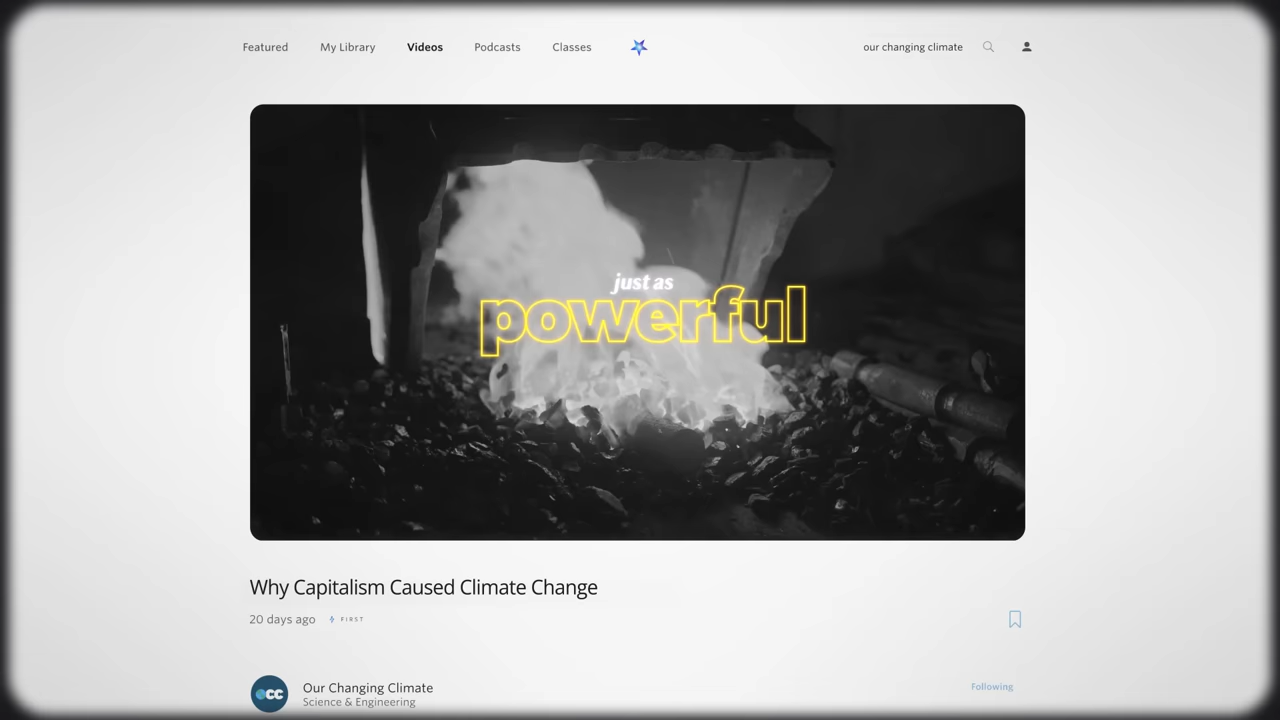 Featured My Library Videos Podcasts Classes our changing climate
just as
powerful
Why Capitalism Caused Climate Change
20 days ago FIRST
OCC
Our Changing Climate
Science & Engineering
Following